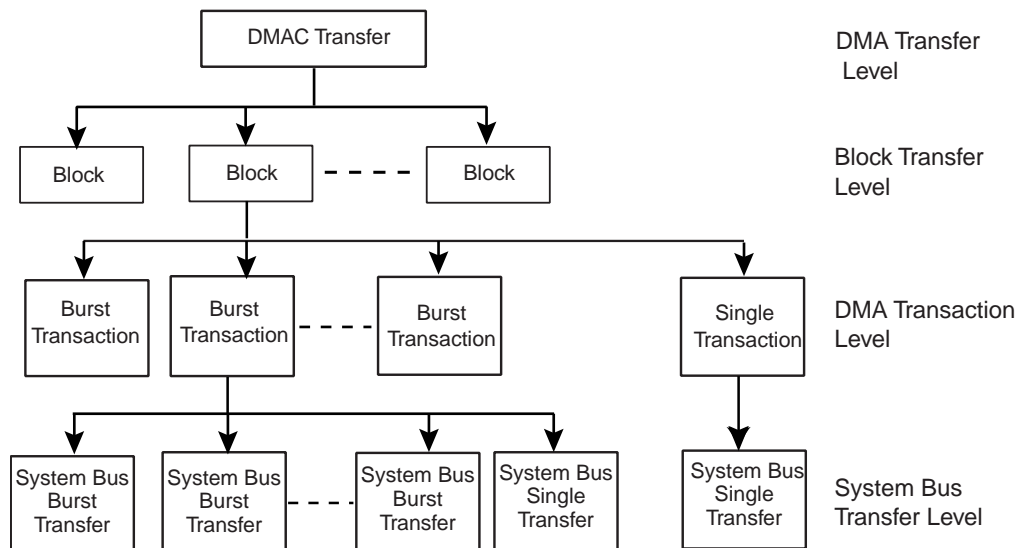 DMAC Transfer
DMA Transfer
Level
Block
Block
Block
Block Transfer
Level
Burst
Transaction
Burst
Transaction
Burst
Transaction
Single
Transaction
DMA Transaction
Level
System Bus
Burst
Transfer
System Bus
Burst
Transfer
System Bus
Burst
Transfer
System Bus
Single
Transfer
System Bus
Single
Transfer
System Bus
Transfer Level